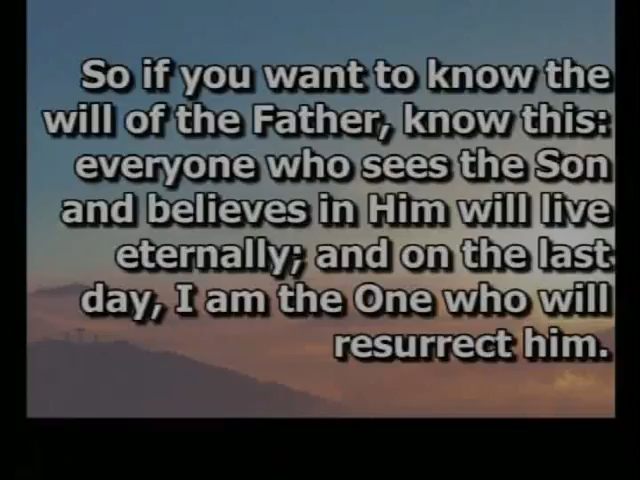 So if you want to know the
will of the Father, know this:
everyone who sees the Son
and believes in Him will live
eternally; and on the last
day, I am the One who will
resurrect him.